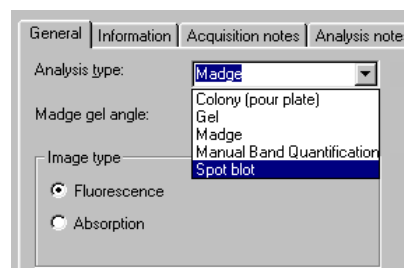 General Information Acquisition notes Analysis note
Analysis type: Madge
Colony (pour plate)
Madge gel angle:
Gel
Madge
Manual Band Quantification
Image type
Spot blot
Fluorescence
Absorption